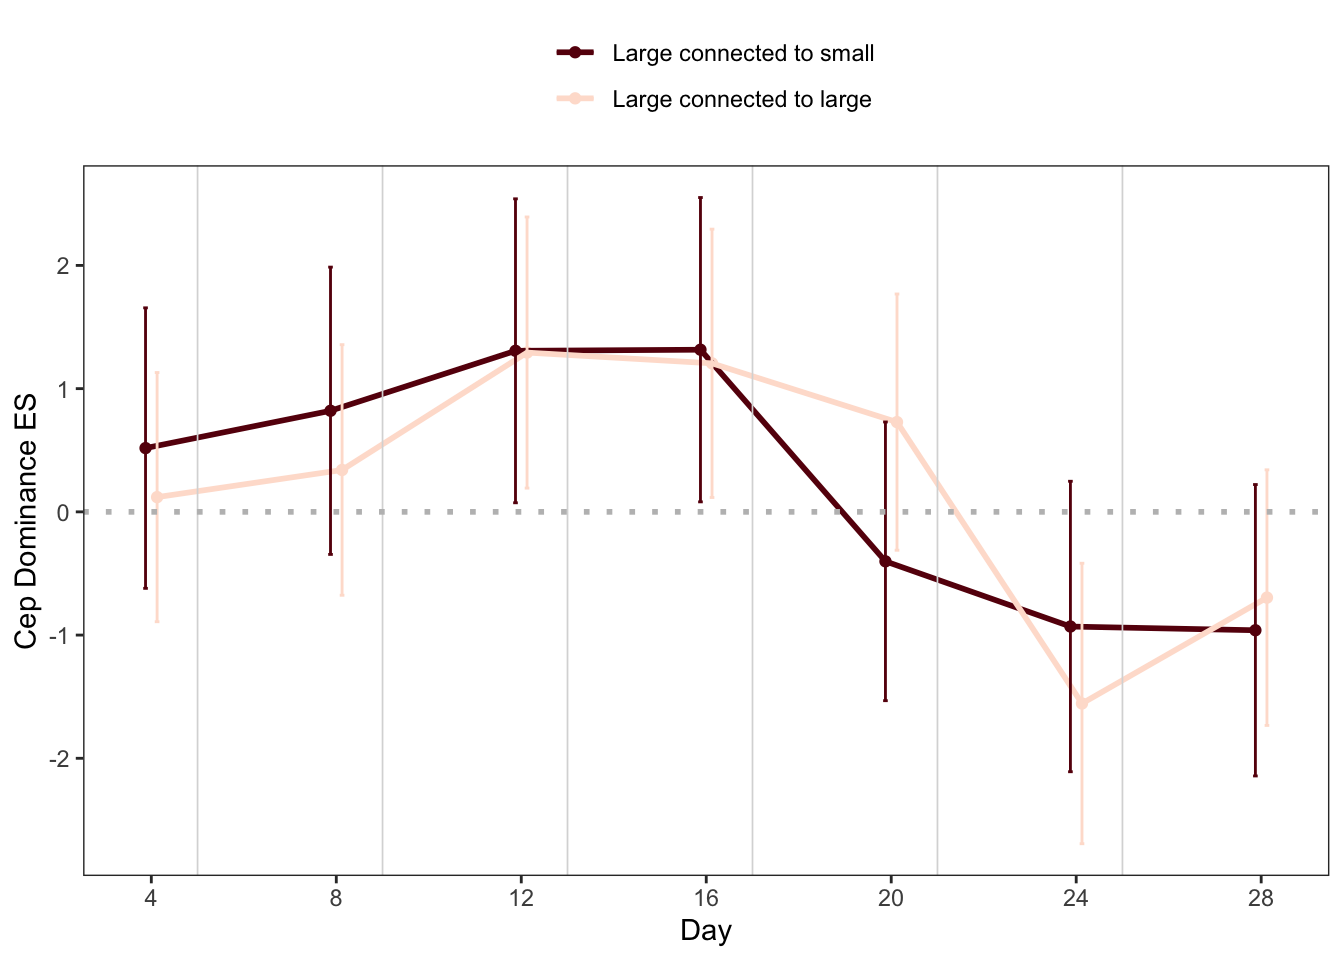 Large connected to small
Large connected to large
Cep Dominance ES
2
1
0
-1
-2
4 8 12 16 20 24 28
Day